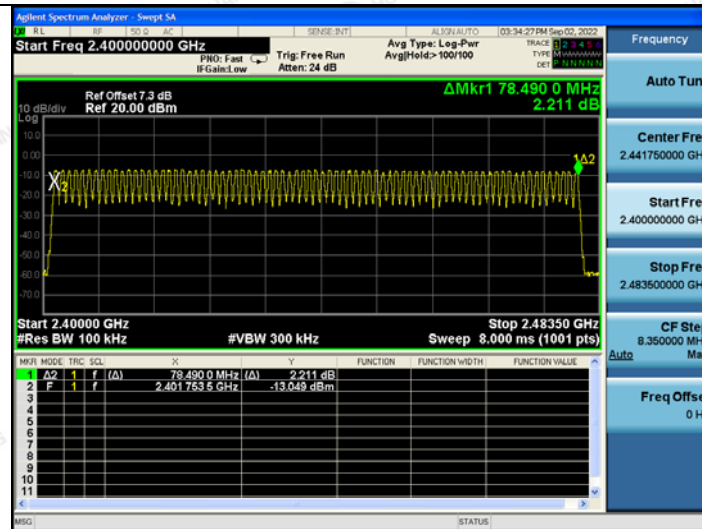 Agilent Spectrum Analyzer - Swept SA
RL RF 50 Ω AC SENSE:INT ALIGN AUTO 03:34:27 PM Sep 02, 2022
Start Freq 2.400000000 GHz
PNO: Fast
IFGain:Low
Trig: Free Run
Atten: 24 dB
Avg Type: Log-Pwr
Avg|Hold:> 100/100
TRACE 1 2 3 4 5 6
TYPE
DET P N N N N N
Ref Offset 7.3 dB
Ref 20.00 dBm
10 dB/div
Log
ΔMkr1 78.490 0 MHz
2.211 dB
10.0
0.00
-10.0
-20.0
-30.0
-40.0
-50.0
-60.0
-70.0
X2
1Δ2
Start 2.40000 GHz
Stop 2.48350 GHz
#Res BW 100 kHz
#VBW 300 kHz
Sweep 8.000 ms (1001 pts)
MKR MODE TRC SCL X Y FUNCTION FUNCTION WIDTH FUNCTION VALUE
1 Δ2 1 f (Δ) 78.490 0 MHz (Δ) 2.211 dB
2 F 1 f 2.401 753 5 GHz -13.049 dBm
3
4
5
6
7
8
9
10
11
MSG
STATUS
Frequency
Auto Tun
Center Fre
2.441750000 GH
Start Fre
2.400000000 GH
Stop Fre
2.483500000 GH
CF Ste
8.350000 MH
Auto Ma
Freq Offse
0 H